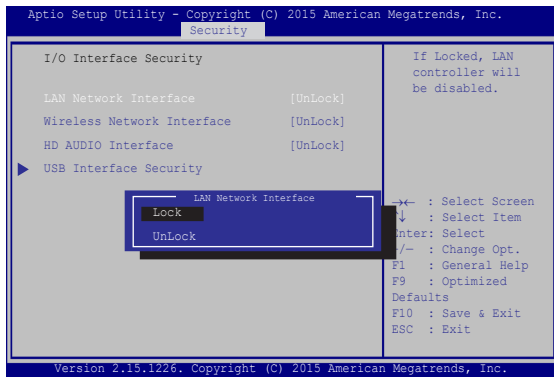 Aptio Setup Utility - Copyright (C) 2015 American Megatrends, Inc.
Security
I/O Interface Security
LAN Network Interface [UnLock]
Wireless Network Interface [UnLock]
HD AUDIO Interface [UnLock]
USB Interface Security
LAN Network Interface
Lock
UnLock
If Locked, LAN
controller will
be disabled.
→← : Select Screen
↑↓ : Select Item
Enter: Select
+/— : Change Opt.
F1 : General Help
F9 : Optimized
Defaults
F10 : Save & Exit
ESC : Exit
Version 2.15.1226. Copyright (C) 2015 American Megatrends, Inc.